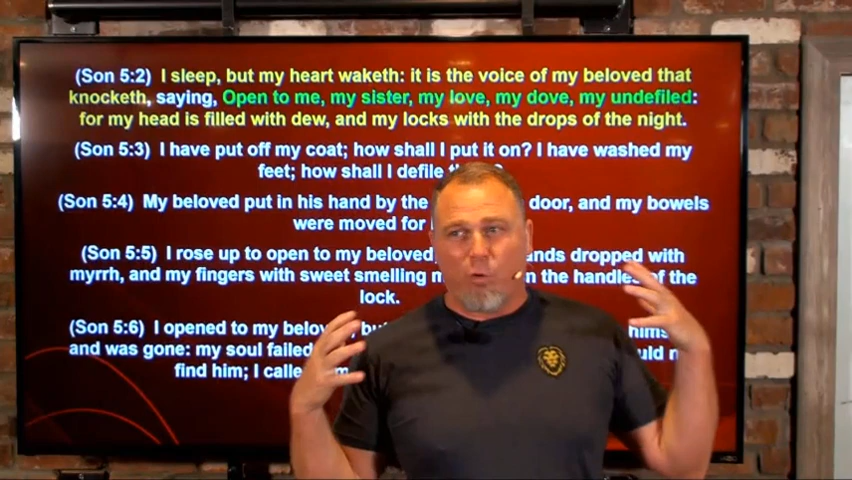 (Son 5:2) I sleep, but my heart waketh: it is the voice of my beloved that
knocketh, saying, Open to me, my sister, my love, my dove, my undefiled:
for my head is filled with dew, and my locks with the drops of the night.
(Son 5:3) I have put off my coat; how shall I put it on? I have washed my
feet; how shall I defile
(Son 5:4) My beloved put in his hand by the door, and my bowels
were moved for
(Son 5:5) I rose up to open to my beloved ands dropped with
myrrh, and my fingers with sweet smelling n the handles of the
lock.
(Son 5:6) I opened to my
and was gone: my soul failed
find him; I